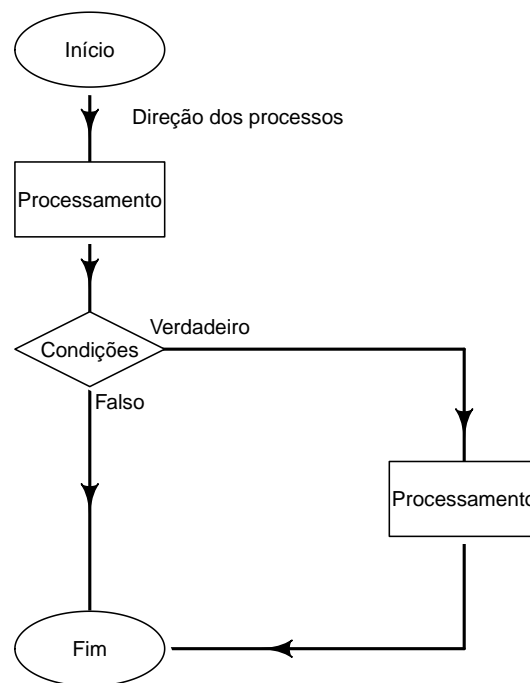 Início
Direção dos processos
Processamento
Verdadeiro
Condições
Falso
Processamento
Fim